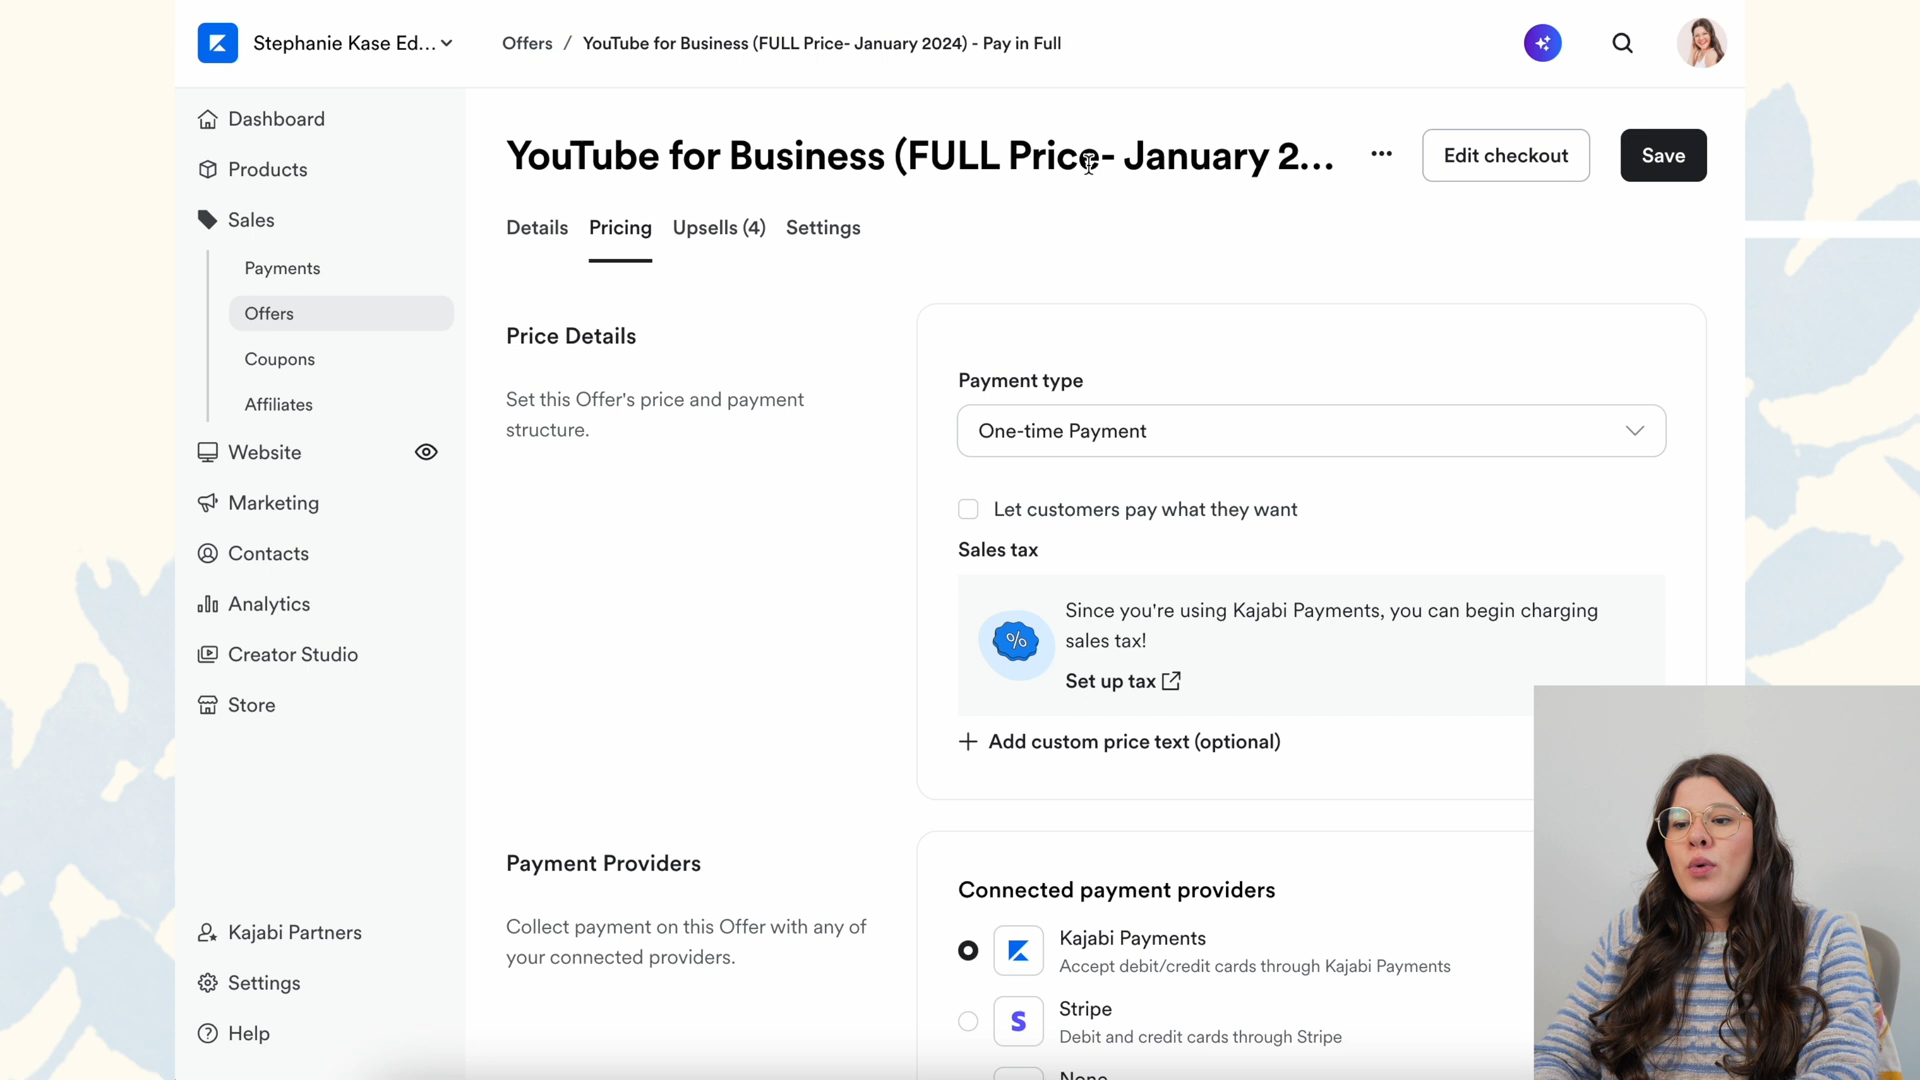 Stephanie Kase Ed...
Offers / YouTube for Business (FULL Price- January 2024) - Pay in Full
Dashboard
Products
Sales
Payments
Offers
Coupons
Affiliates
Website
Marketing
Contacts
Analytics
Creator Studio
Store
Kajabi Partners
Settings
Help
YouTube for Business (FULL Price- January 2...
Edit checkout
Save
Details Pricing Upsells (4) Settings
Price Details
Set this Offer's price and payment
structure.
Payment type
One-time Payment
Let customers pay what they want
Sales tax
%
Since you're using Kajabi Payments, you can begin charging
sales tax!
Set up tax
+ Add custom price text (optional)
Payment Providers
Collect payment on this Offer with any of
your connected providers.
Connected payment providers
Kajabi Payments
Accept debit/credit cards through Kajabi Payments
S
Stripe
Debit and credit cards through Stripe
None